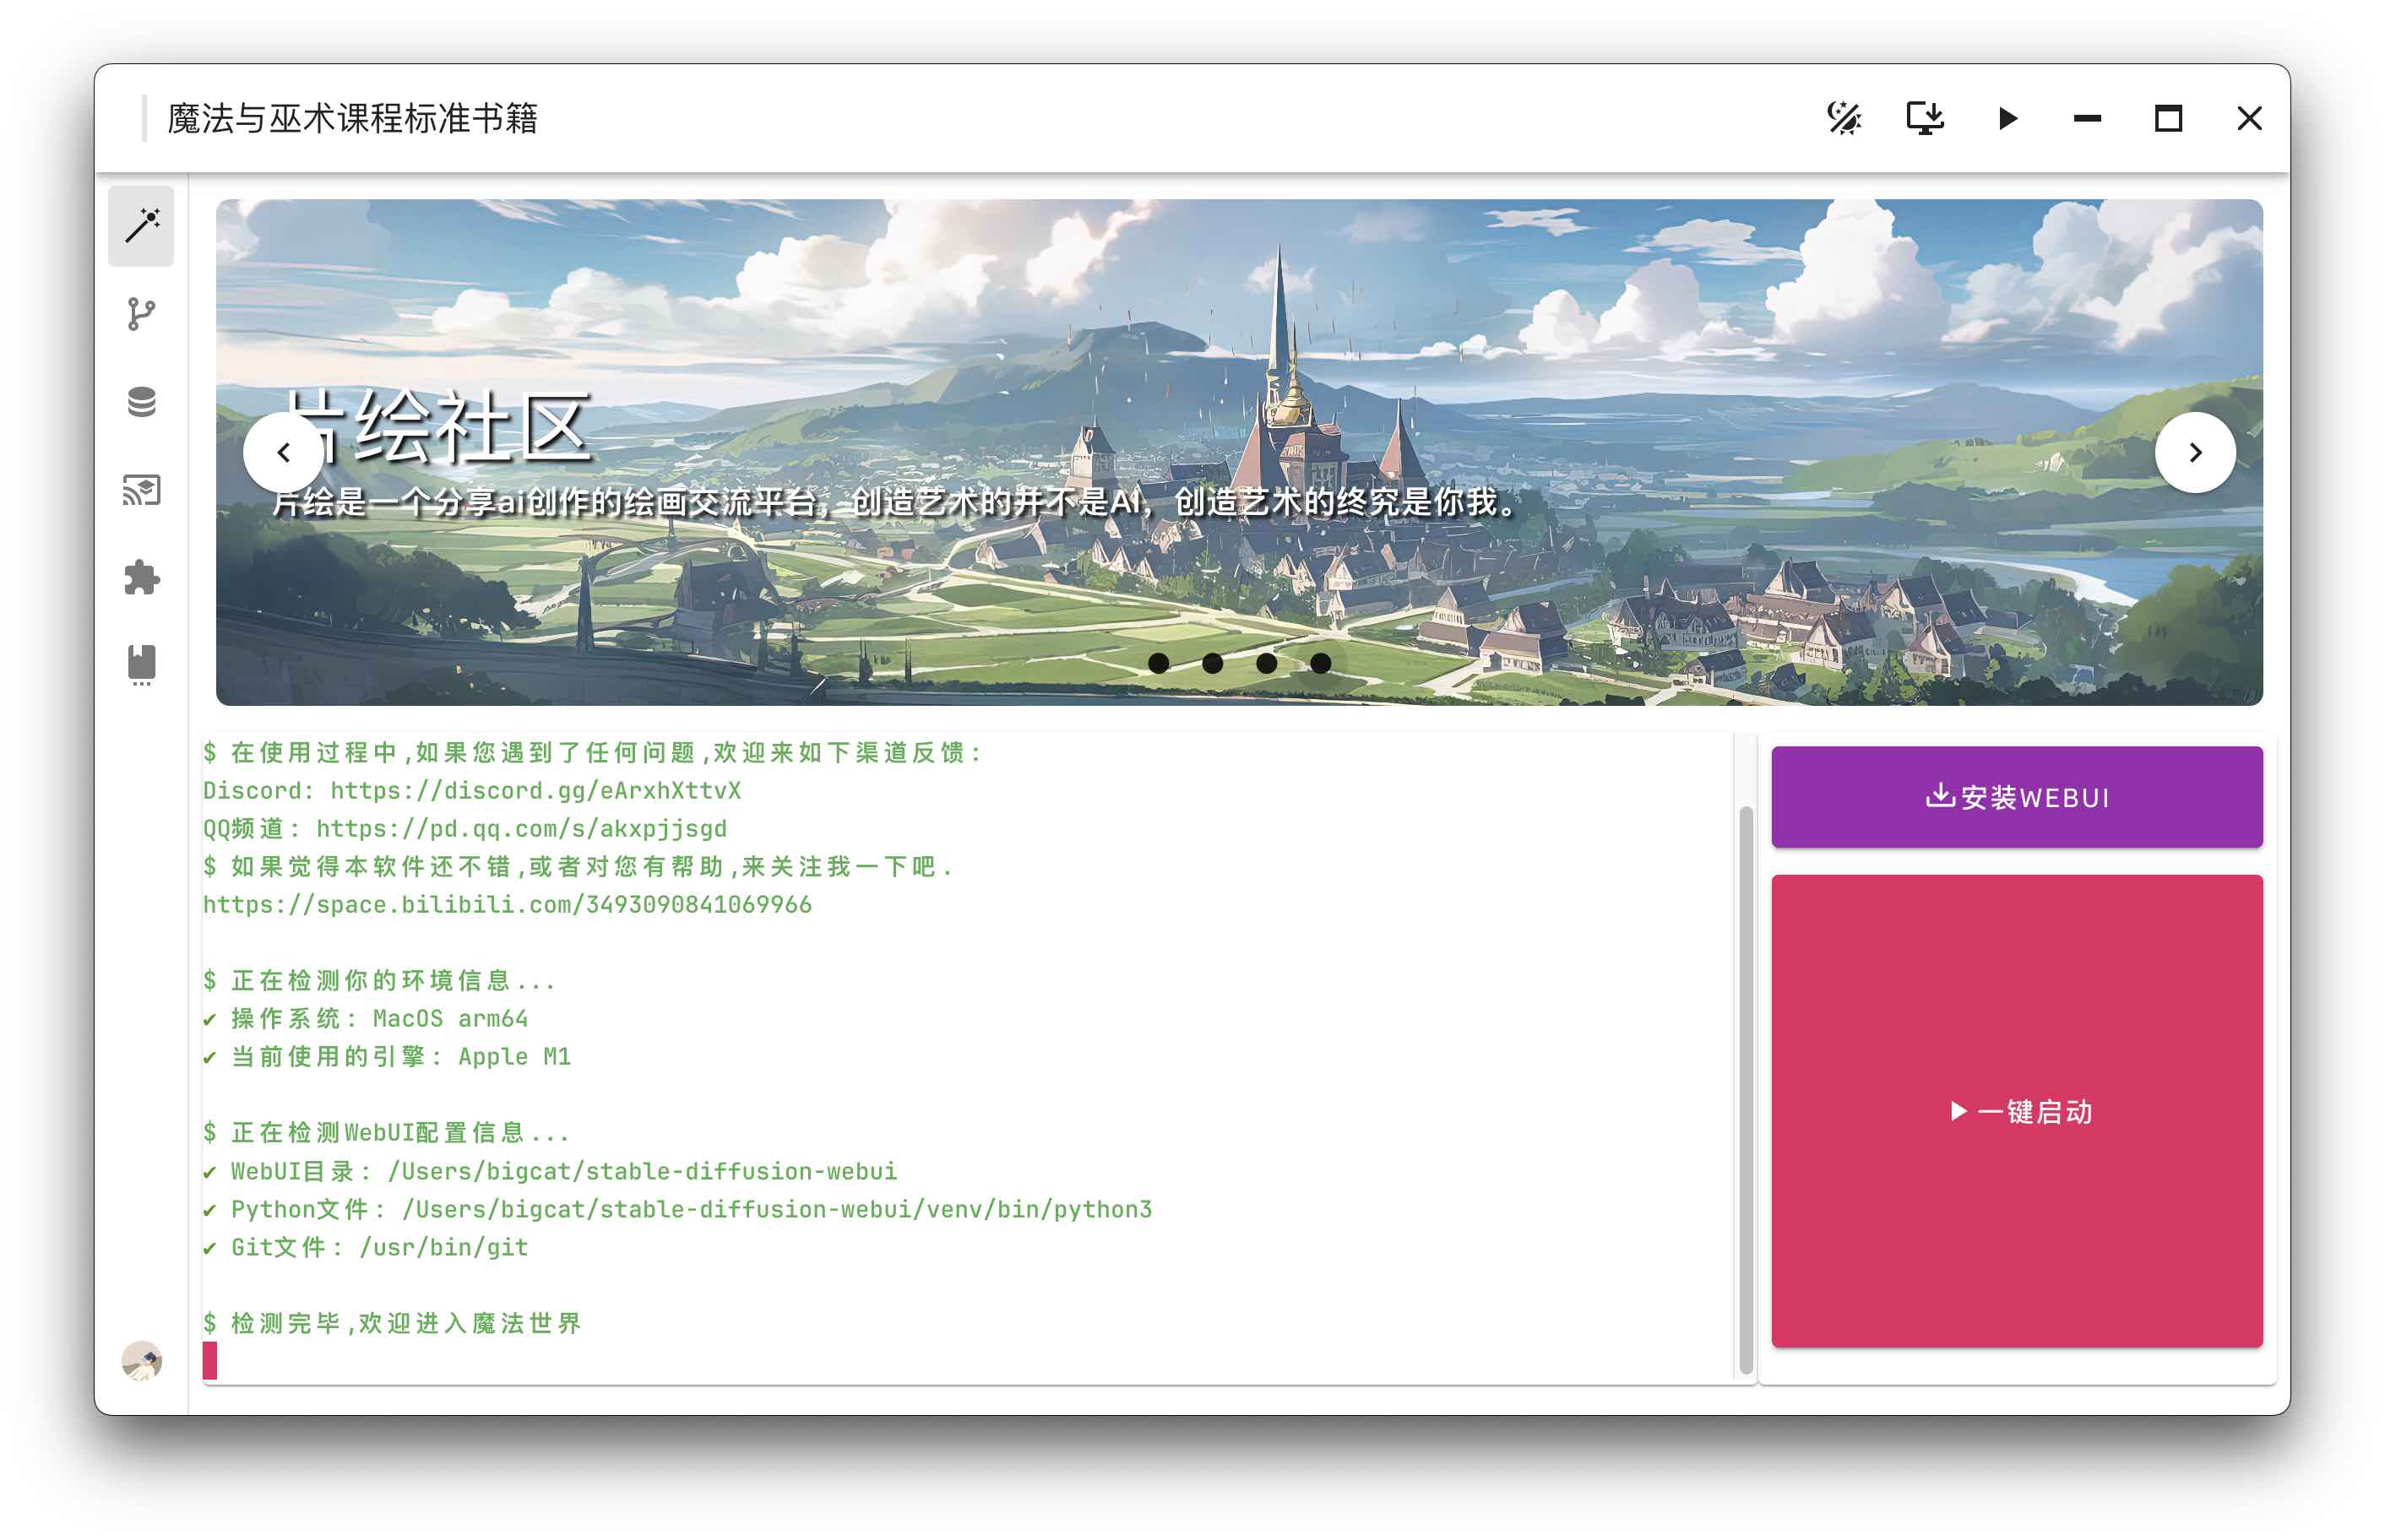 魔法与巫术课程标准书籍
片绘社区
片绘是一个分享ai创作的绘画交流平台，创造艺术的并不是AI，创造艺术的终究是你我。
$ 在使用过程中,如果您遇到了任何问题,欢迎来如下渠道反馈:
Discord: https://discord.gg/eArxhXttvX
QQ频道: https://pd.qq.com/s/akxpjjsgd
$ 如果觉得本软件还不错,或者对您有帮助,来关注我一下吧.
https://space.bilibili.com/3493090841069966
$ 正在检测你的环境信息...
✔ 操作系统: MacOS arm64
✔ 当前使用的引擎: Apple M1
$ 正在检测WebUI配置信息...
✔ WebUI目录: /Users/bigcat/stable-diffusion-webui
✔ Python文件: /Users/bigcat/stable-diffusion-webui/venv/bin/python3
✔ Git文件: /usr/bin/git
$ 检测完毕,欢迎进入魔法世界
安装WEBUI
一键启动